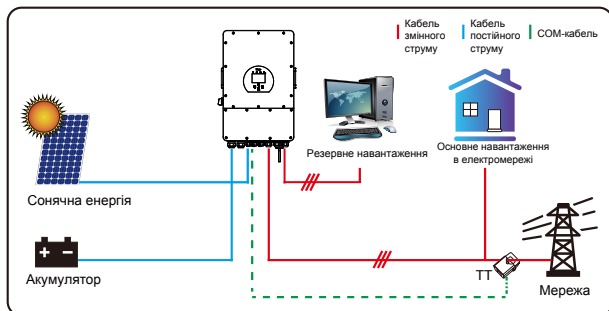 Кабель
змінного
струму
Кабель
постійного
струму
COM-кабель
Резервне навантаження
Основне навантаження
в електромережі
Сонячна енергія
Акумулятор
ТТ
Мережа